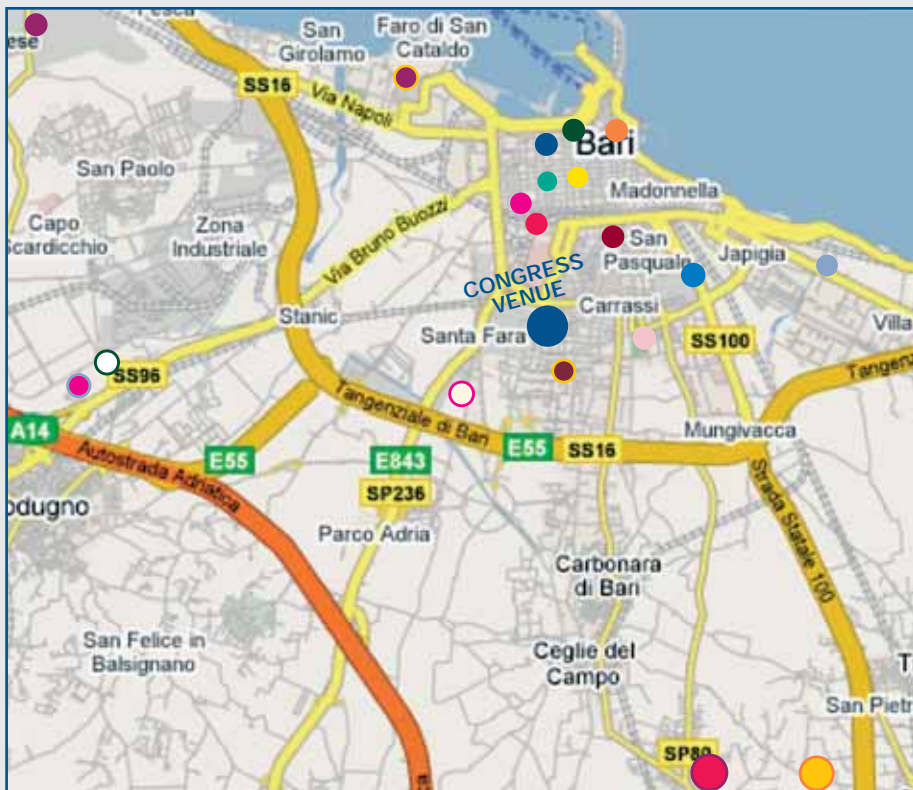 San
Girolamo
Faro di San
Cataldo
SS16
Via Napoli
Bari
San Paolo
Madonnella
Capo
Scardicchio
Zona
Industriale
Via Bruno Buozzi
San
Pasquale
Japigia
CONGRESS
VENUE
Carrassi
Stanic
Santa Fara
SS100
Villa
SS96
Tangenziale di Bari
Tangenz
A14
Autostrada Adriatica
E55
E843
SP236
E55
SS16
Mungivacca
odugno
Parco Adria
Strada Statale 100
Carbonara
di Bari
San Felice in
Balsignano
Ceglie del
Campo
T
San Pietr
SP80